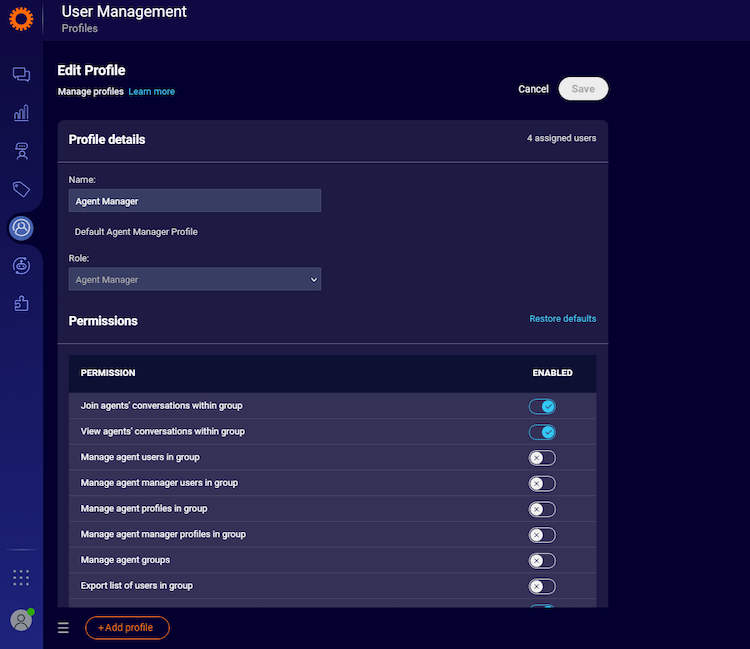 User Management
Profiles
Edit Profile
Manage profiles Learn more
Cancel
Save
Profile details
4 assigned users
Name:
Agent Manager
Default Agent Manager Profile
Role:
Agent Manager
Permissions
Restore defaults
PERMISSION
ENABLED
Join agents' conversations within group
View agents' conversations within group
Manage agent users in group
Manage agent manager users in group
Manage agent profiles in group
Manage agent manager profiles in group
Manage agent groups
Export list of users in group
+Add profile